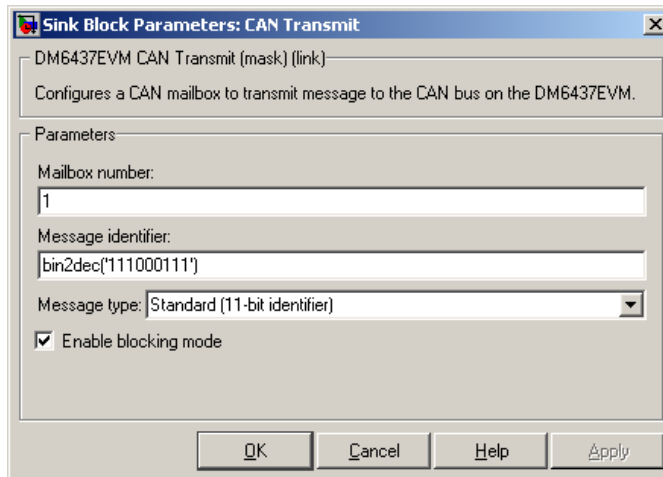 Sink Block Parameters: CAN Transmit
DM6437EVM CAN Transmit (mask) (link)
Configures a CAN mailbox to transmit message to the CAN bus on the DM6437EVM.
Parameters
Mailbox number:
1
Message identifier:
bin2dec('111000111')
Message type: Standard (11-bit identifier)
Enable blocking mode
OK Cancel Help Apply